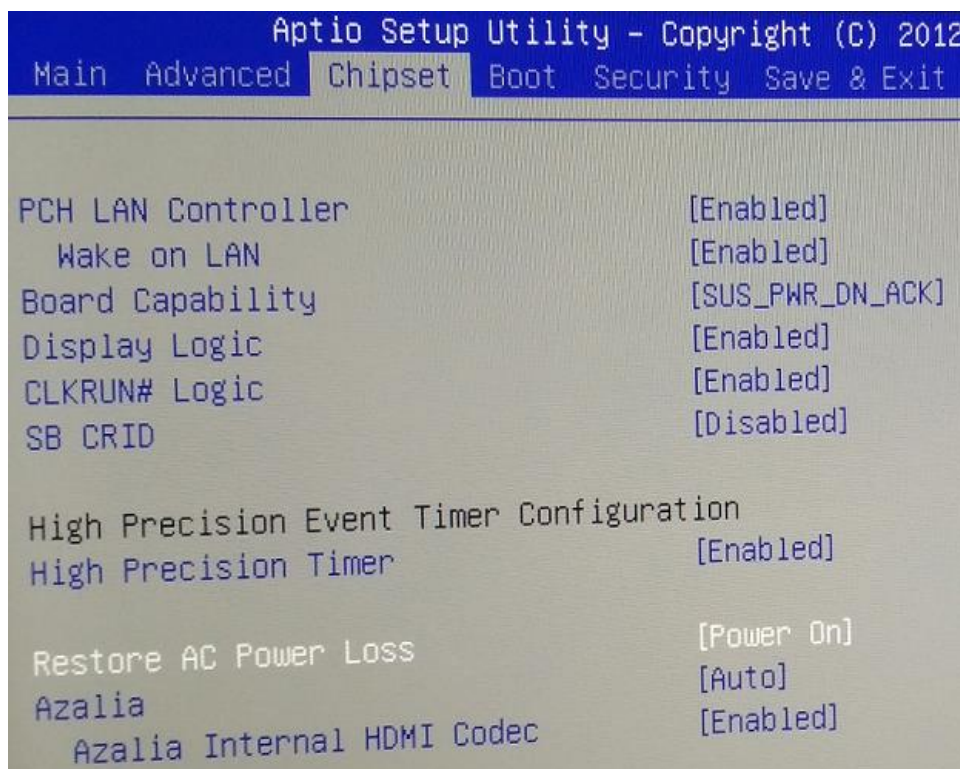 Aptio Setup Utility - Copyright (C) 2012
Main Advanced Chipset Boot Security Save & Exit
PCH LAN Controller [Enabled]
Wake on LAN [Enabled]
Board Capability [SUS_PWR_DN_ACK]
Display Logic [Enabled]
CLKRUN# Logic [Enabled]
SB CRID [Disabled]
High Precision Event Timer Configuration
High Precision Timer [Enabled]
Restore AC Power Loss [Power On]
Azalia [Auto]
Azalia Internal HDMI Codec [Enabled]